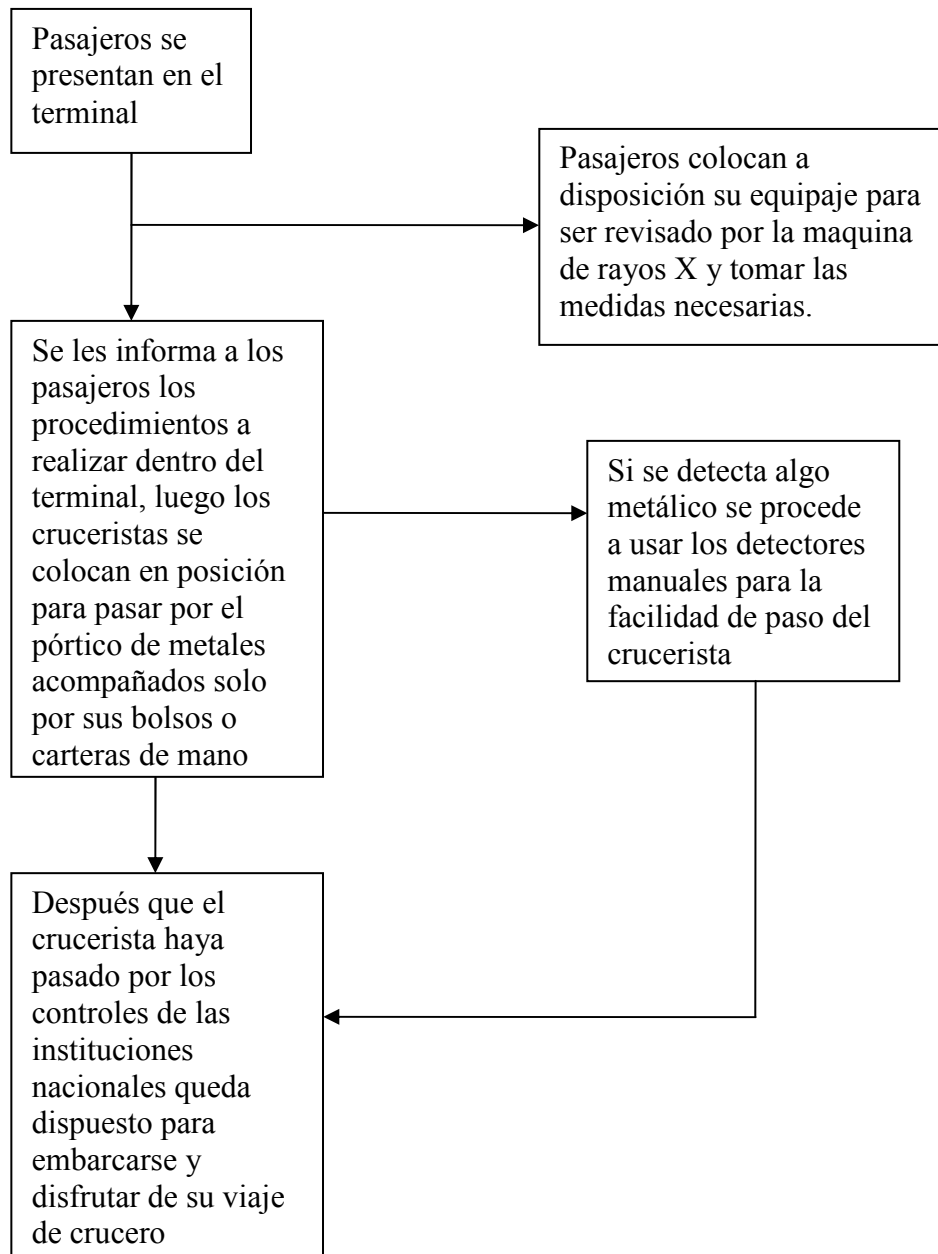 Pasajeros se
presentan en el
terminal
Pasajeros colocan a
disposición su equipaje para
ser revisado por la maquina
de rayos X y tomar las
medidas necesarias.
Se les informa a los
pasajeros los
procedimientos a
realizar dentro del
terminal, luego los
cruceristas se
colocan en posición
para pasar por el
pórtico de metales
acompañados solo
por sus bolsos o
carteras de mano
Si se detecta algo
metálico se procede
a usar los detectores
manuales para la
facilidad de paso del
crucerista
Después que el
crucerista haya
pasado por los
controles de las
instituciones
nacionales queda
dispuesto para
embarcarse y
disfrutar de su viaje
de crucero